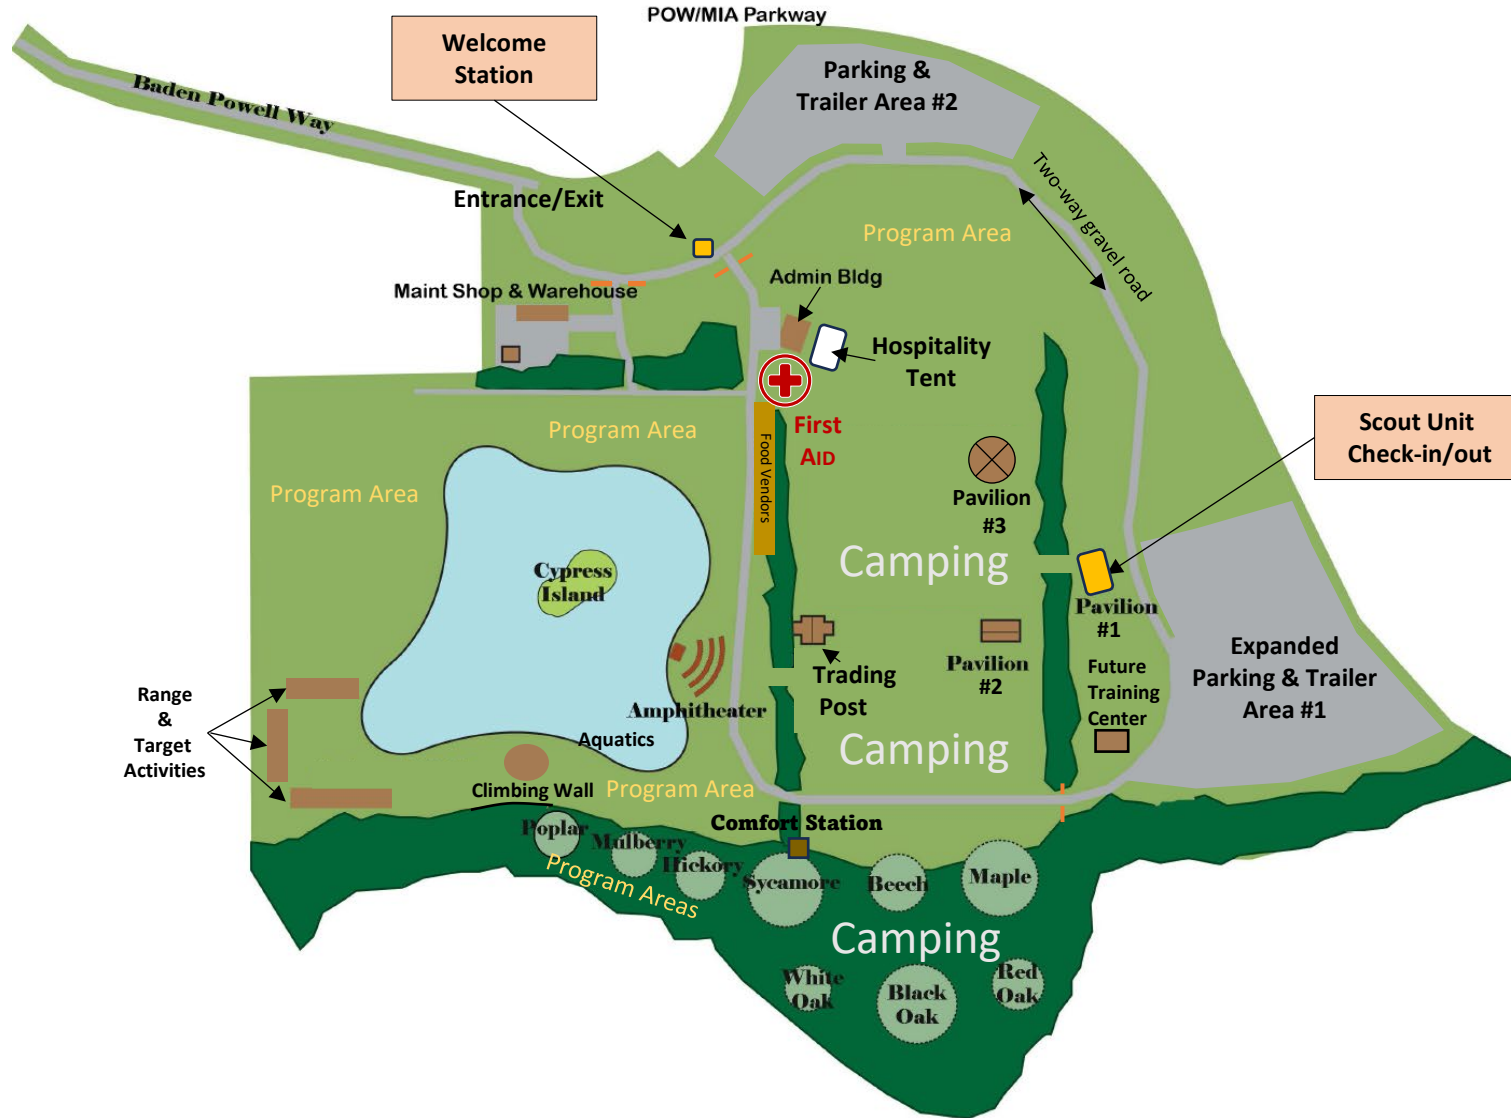 POW/MIA Parkway
Welcome
Station
Parking &
Trailer Area #2
Baden Powell Way
Entrance/Exit
Two-way gravel road
Program Area
Admin Bldg
Maint Shop & Warehouse
Hospitality
Tent
First
AID
Food Vendors
Program Area
Program Area
Scout Unit
Check-in/out
Pavilion
#3
Camping
Cypress
Island
Pavilion
#1
Expanded
Parking & Trailer
Area #1
Pavilion
#2
Future
Training
Center
Trading
Post
Range
&
Target
Activities
Amphitheater
Aquatics
Camping
Climbing Wall
Program Area
Comfort Station
Poplar
Mulberry
Hickory
Sycamore
Beech
Maple
Program Areas
Camping
White
Oak
Black
Oak
Red
Oak